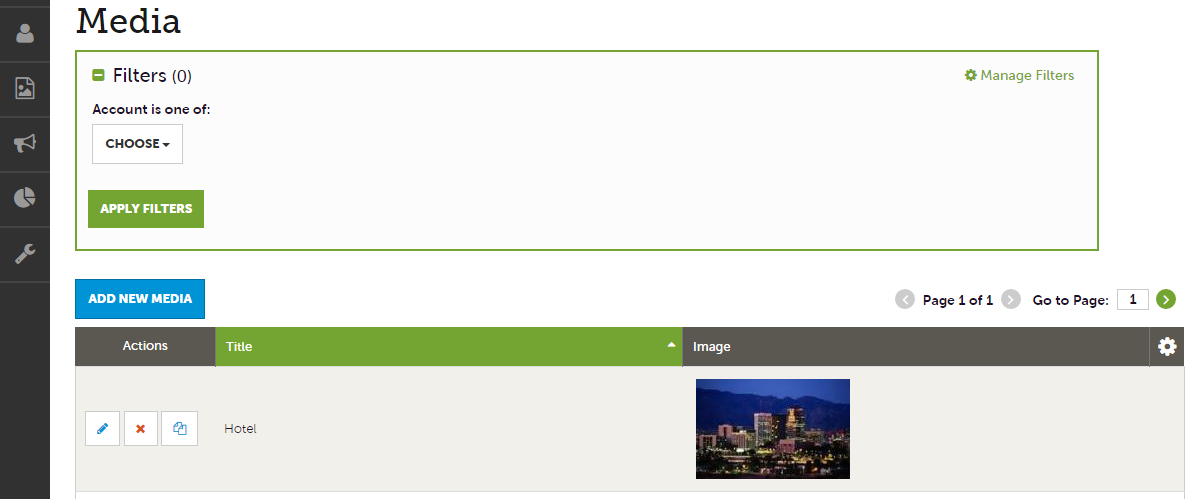 Media
Filters (0)
Manage Filters
Account is one of:
CHOOSE
APPLY FILTERS
ADD NEW MEDIA
Page 1 of 1
Go to Page: 1
Actions
Title
Image
Hotel